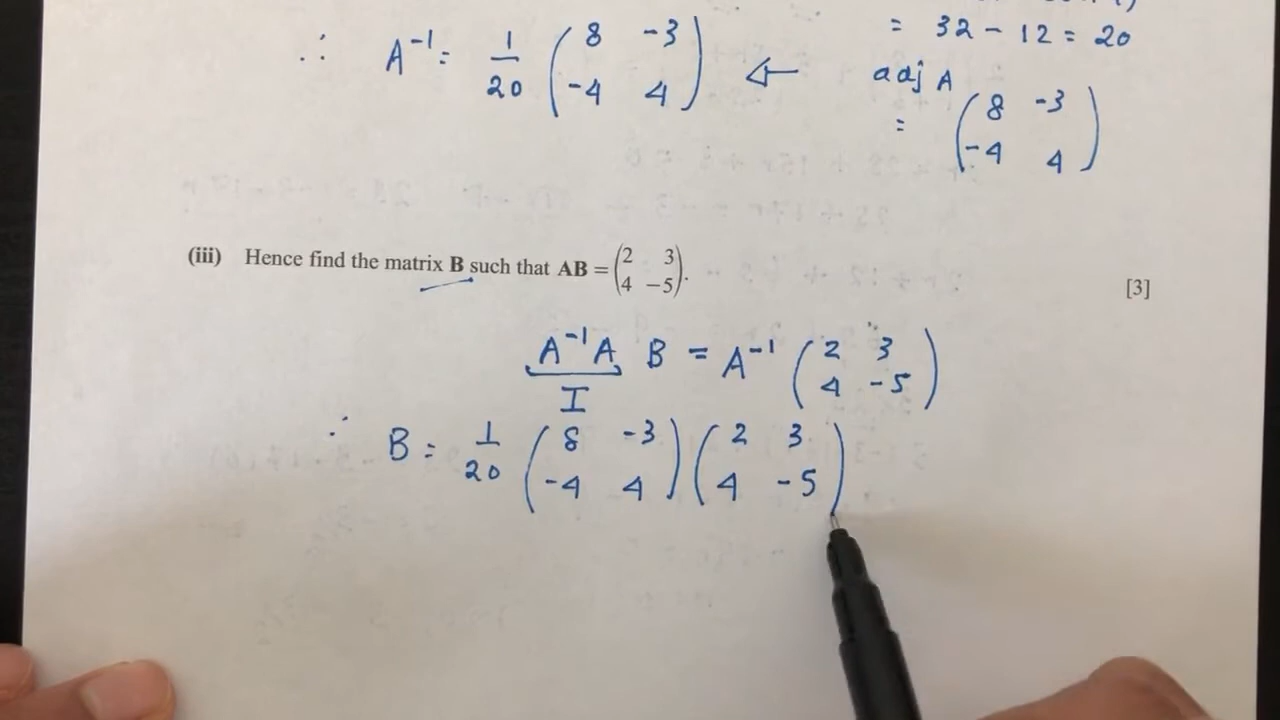 = 32 - 12 = 20
∴ A⁻¹ = 1/20 (8 -3
-4 4) ←
adj A
= (8 -3
-4 4)
(iii) Hence find the matrix B such that AB = (2 3
4 -5). [3]
A⁻¹A B = A⁻¹ (2 3
4 -5)
I
∴ B = 1/20 (8 -3
-4 4) (2 3
4 -5)